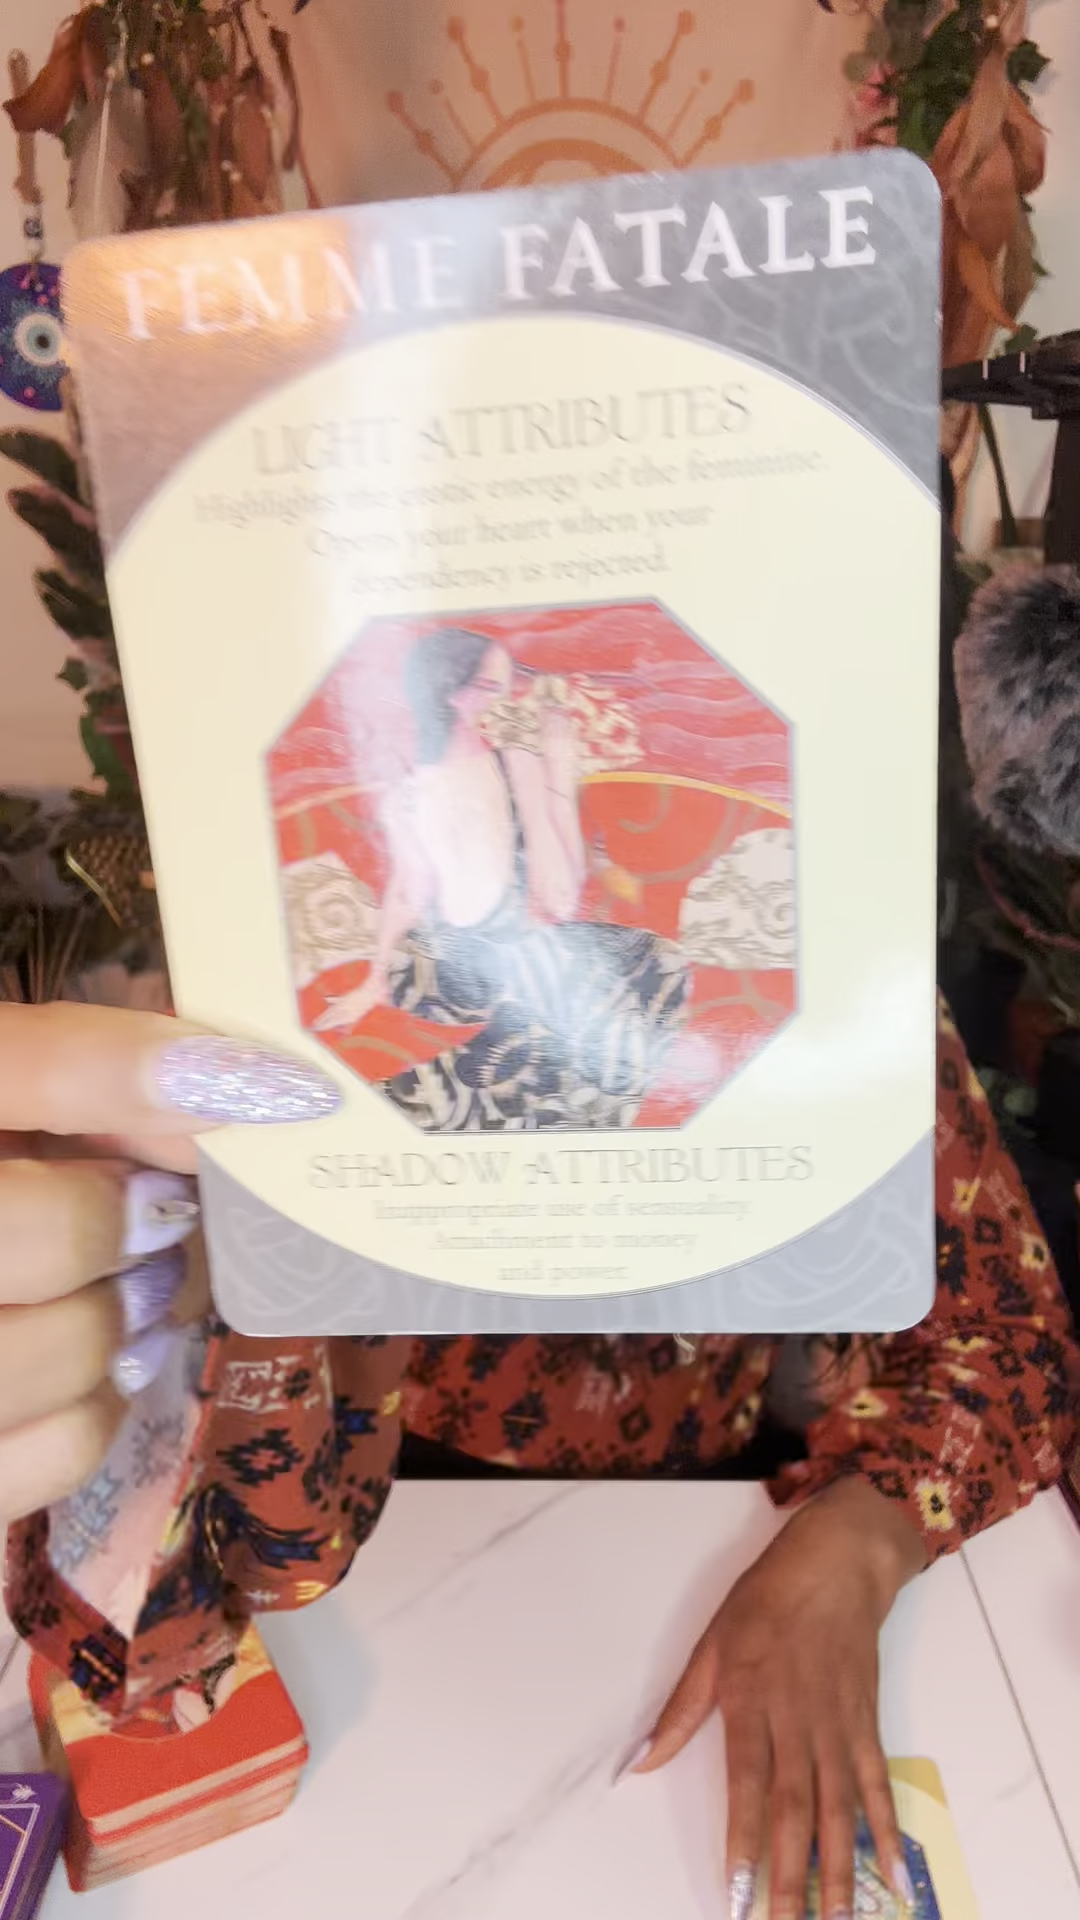 FEMME FATALE
LIGHT ATTRIBUTES
Highlights the erotic energy of the feminine.
Opens your heart when your
dependency is rejected.
SHADOW ATTRIBUTES
Inappropriate use of sensuality.
Attachment to money
and power.